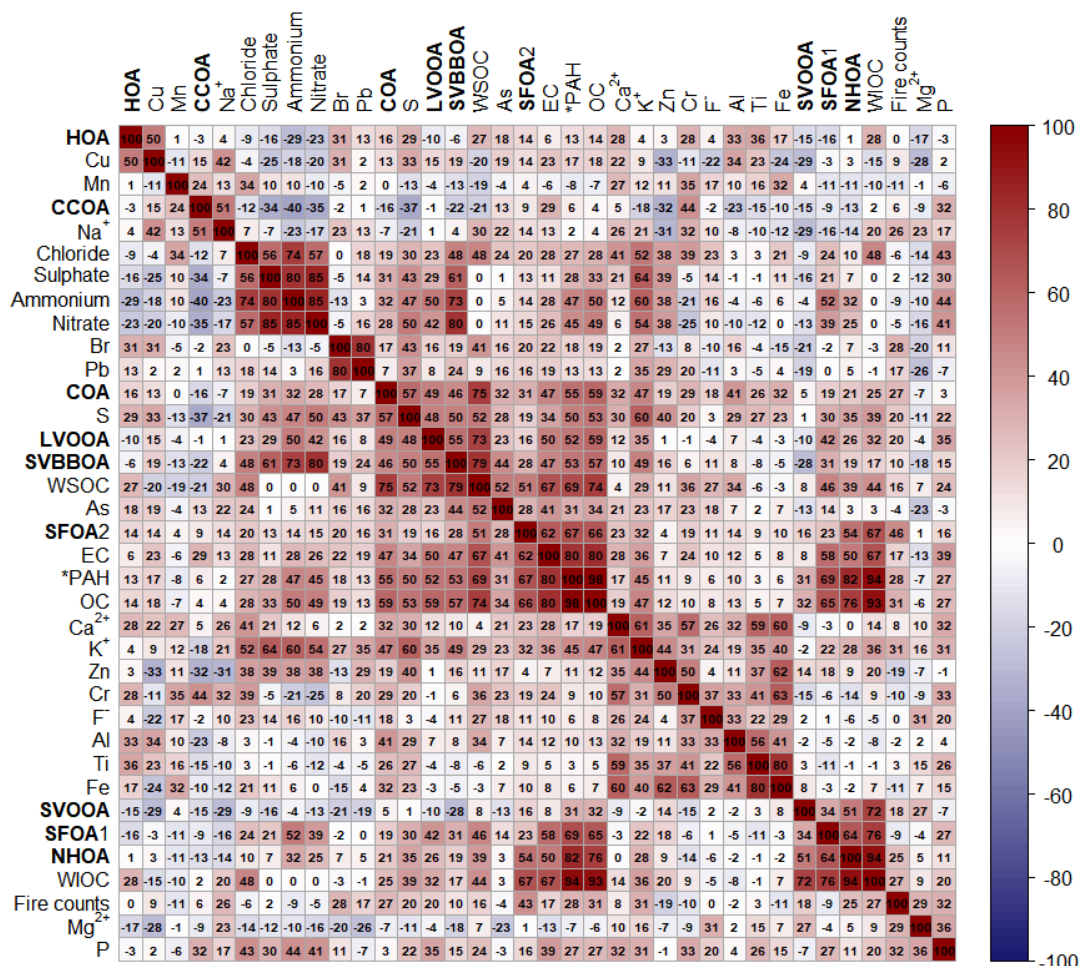 HOA Cu Mn CCOA Na⁺ Chloride Sulphate Ammonium Nitrate Br Pb COA S LVOOA SVBBOA WSOC As SFOA2 EC *PAH OC Ca²⁺ K⁺ Zn Cr F⁻ Al Ti Fe SVOOA SFOA1 NHOA WIOC Fire counts Mg²⁺ P
HOA 100 50 1 -3 4 -9 -16 -29 -23 31 13 16 29 -10 -6 27 18 14 6 13 14 28 4 3 28 4 33 36 17 -15 -16 1 28 0 -17 -3
Cu 50 100 -11 15 42 -4 -25 -18 -20 31 2 13 33 15 19 -20 19 14 23 17 18 22 9 -33 -11 -22 34 23 -24 -29 -3 3 -15 9 -28 2
Mn 1 -11 100 24 13 34 10 10 -10 -5 2 0 -13 -4 -13 -19 -4 4 -6 -8 -7 27 12 11 35 17 10 16 32 4 -11 -11 -10 -11 -1 -6
CCOA -3 15 24 100 51 -12 -34 -40 -35 -2 1 -16 -37 -1 -22 -21 13 9 29 6 4 5 -18 -32 44 -2 -23 -15 -10 -15 -9 -13 2 6 -9 32
Na⁺ 4 42 13 51 100 7 -7 -23 -17 23 13 -7 -21 1 4 30 22 14 13 2 4 26 21 -31 32 10 -8 -10 -12 -29 -16 -14 20 26 23 17
Chloride -9 -4 34 -12 7 100 56 74 57 0 18 19 30 23 48 48 24 20 28 27 28 41 52 38 39 23 3 3 21 -9 24 10 48 -6 -14 43
Sulphate -16 -25 10 -34 -7 56 100 80 85 -5 14 31 43 29 61 0 1 13 11 28 33 21 64 39 -5 14 -1 -1 11 -16 21 7 0 2 -12 30
Ammonium -29 -18 10 -40 -23 74 80 100 85 -13 3 32 47 50 73 0 5 14 28 47 50 12 60 38 -21 16 -4 -6 6 -4 52 32 0 -9 -10 44
Nitrate -23 -20 -10 -35 -17 57 85 85 100 -5 16 28 50 42 80 0 11 15 26 45 49 6 54 38 -25 10 -10 -12 0 -13 39 25 0 -5 -16 41
Br 31 31 -5 -2 23 0 -5 -13 -5 100 80 17 43 16 19 41 16 20 22 18 19 2 27 -13 8 -10 16 -4 -15 -21 -2 7 -3 28 -20 11
Pb 13 2 2 1 13 18 14 3 16 80 100 7 37 8 24 9 16 16 19 13 13 2 35 29 20 -11 3 -5 4 -19 0 5 -1 17 -26 -7
COA 16 13 0 -16 -7 19 31 32 28 17 7 100 57 49 46 75 32 31 47 55 59 32 47 19 29 18 41 26 32 5 19 21 25 27 -7 3
S 29 33 -13 -37 -21 30 43 47 50 43 37 57 100 48 50 52 28 19 34 50 53 30 60 40 20 3 29 27 23 1 30 35 39 20 -11 22
LVOOA -10 15 -4 -1 1 23 29 50 42 16 8 49 48 100 55 73 23 16 50 52 59 12 35 1 -1 -4 7 -4 -3 -10 42 26 32 20 -4 35
SVBBOA -6 19 -13 -22 4 48 61 73 80 19 24 46 50 55 100 79 44 28 47 53 57 10 49 16 6 11 8 -8 -5 -28 31 19 17 10 -18 15
WSOC 27 -20 -19 -21 30 48 0 0 0 41 9 75 52 73 79 100 52 51 67 69 74 4 29 11 36 27 34 -6 -3 8 46 39 44 16 7 24
As 18 19 -4 13 22 24 1 5 11 16 16 32 28 23 44 52 100 28 41 31 34 21 23 17 23 18 7 2 7 -13 14 3 3 -4 -23 -3
SFOA2 14 14 4 9 14 20 13 14 15 20 16 31 19 16 28 51 28 100 62 67 66 23 32 4 19 11 14 9 10 16 23 54 67 46 1 16
EC 6 23 -6 29 13 28 11 28 26 22 19 47 34 50 47 67 41 62 100 80 80 28 36 7 24 10 12 5 8 8 58 50 67 17 -13 39
*PAH 13 17 -8 6 2 27 28 47 45 18 13 55 50 52 53 69 31 67 80 100 98 17 45 11 9 6 10 3 6 31 69 82 94 28 -7 27
OC 14 18 -7 4 4 28 33 50 49 19 13 59 53 59 57 74 34 66 80 98 100 19 47 12 10 8 13 5 7 32 65 76 93 31 -6 27
Ca²⁺ 28 22 27 5 26 41 21 12 6 2 2 32 30 12 10 4 21 23 28 17 19 100 61 35 57 26 32 59 60 -9 -3 0 14 8 10 32
K⁺ 4 9 12 -18 21 52 64 60 54 27 35 47 60 35 49 29 23 32 36 45 47 61 100 44 31 24 19 35 40 -2 22 28 36 31 16 31
Zn 3 -33 11 -32 -31 38 39 38 38 -13 29 19 40 1 16 11 17 4 7 11 12 35 44 100 50 4 11 37 62 14 18 9 20 -19 -7 -1
Cr 28 -11 35 44 32 39 -5 -21 -25 8 20 29 20 -1 6 36 23 19 24 9 10 57 31 50 100 37 33 41 63 -15 -6 -14 9 -10 -9 33
F⁻ 4 -22 17 -2 10 23 14 16 10 -10 -11 18 3 -4 11 27 18 11 10 6 8 26 24 4 37 100 33 22 29 2 1 -6 -5 0 31 20
Al 33 34 10 -23 -8 3 -1 -4 -10 16 3 41 29 7 8 34 7 14 12 10 13 32 19 11 33 33 100 56 41 -2 -5 -2 -8 -2 2 4
Ti 36 23 16 -15 -10 3 -1 -6 -12 -4 -5 26 27 -4 -8 -6 2 9 5 3 5 59 35 37 41 22 56 100 80 3 -11 -1 -1 3 15 26
Fe 17 -24 32 -10 -12 21 11 6 0 -15 4 32 23 -3 -5 -3 7 10 8 6 7 60 40 62 63 29 41 80 100 8 -3 -2 7 -11 7 15
SVOOA -15 -29 4 -15 -29 -9 -16 -4 -13 -21 -19 5 1 -10 -28 8 -13 16 8 31 32 -9 -2 14 -15 2 -2 3 8 100 34 51 72 18 27 -7
SFOA1 -16 -3 -11 -9 -16 24 21 52 39 -2 0 19 30 42 31 46 14 23 58 69 65 -3 22 18 -6 1 -5 -11 -3 34 100 64 76 -9 -4 27
NHOA 1 3 -11 -13 -14 10 7 32 25 7 5 21 35 26 19 39 3 54 50 82 76 0 28 9 -14 -6 -2 -1 -2 51 64 100 94 25 5 11
WIOC 28 -15 -10 2 20 48 0 0 0 -3 -1 25 39 32 17 44 3 67 67 94 93 14 36 20 9 -5 -8 -1 7 72 76 94 100 27 9 20
Fire counts 0 9 -11 6 26 -6 2 -9 -5 28 17 27 20 20 10 16 -4 43 17 28 31 8 31 -19 -10 0 -2 3 -11 18 -9 25 27 100 29 32
Mg²⁺ -17 -28 -1 -9 23 -14 -12 -10 -16 -20 -26 -7 -11 -4 -18 7 -23 1 -13 -7 -6 10 16 -7 -9 31 2 15 7 27 -4 5 9 29 100 36
P -3 2 -6 32 17 43 30 44 41 11 -7 3 22 35 15 24 -3 16 39 27 27 32 31 -1 33 20 4 26 15 -7 27 11 20 32 36 100
100
80
60
40
20
0
-20
-40
-60
-80
-100